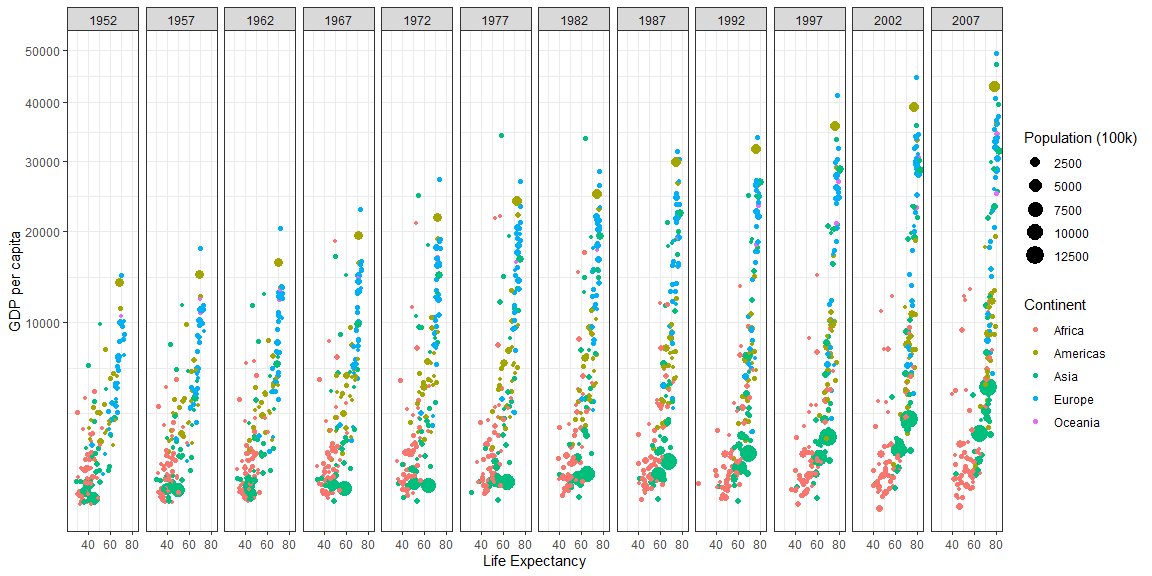 1952 1957 1962 1967 1972 1977 1982 1987 1992 1997 2002 2007
50000
40000
30000
20000
10000
GDP per capita
40 60 80 40 60 80 40 60 80 40 60 80 40 60 80 40 60 80 40 60 80 40 60 80 40 60 80 40 60 80 40 60 80 40 60 80
Life Expectancy
Population (100k)
2500
5000
7500
10000
12500
Continent
Africa
Americas
Asia
Europe
Oceania